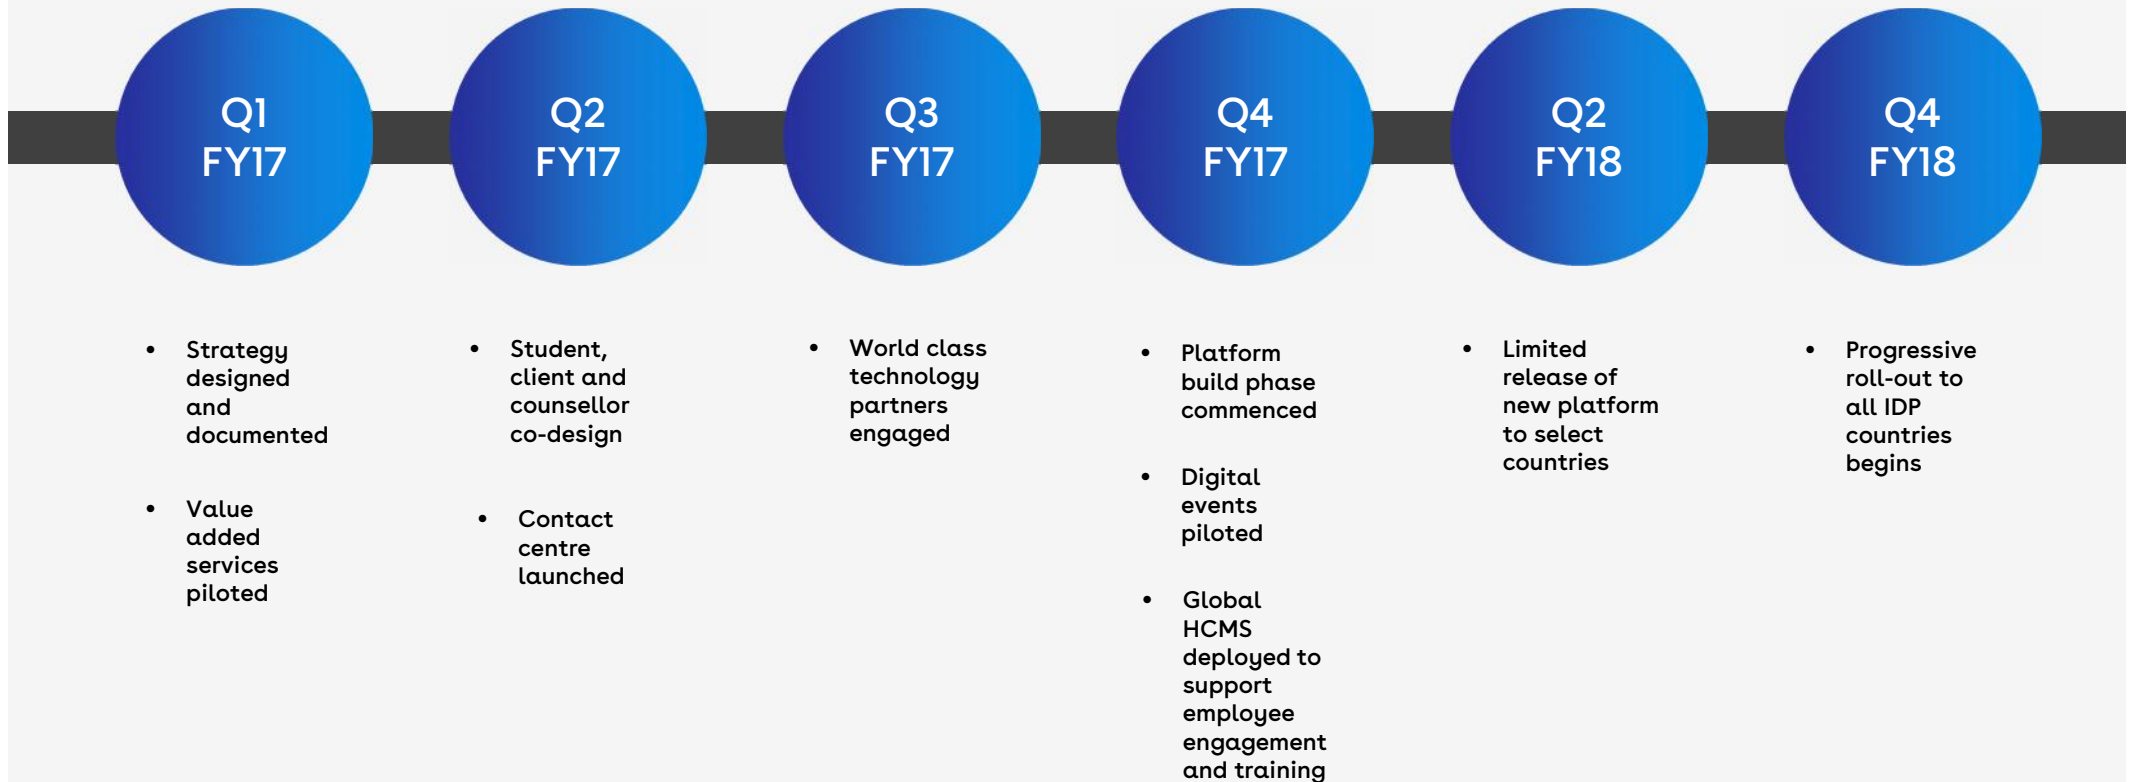 Q1
FY17
Q2
FY17
Q3
FY17
Q4
FY17
Q2
FY18
Q4
FY18
• Strategy
designed
and
documented
• Value
added
services
piloted
• Student,
client and
counsellor
co-design
• Contact
centre
launched
• World class
technology
partners
engaged
• Platform
build phase
commenced
• Digital
events
piloted
• Global
HCMS
deployed to
support
employee
engagement
and training
• Limited
release of
new platform
to select
countries
• Progressive
roll-out to
all IDP
countries
begins